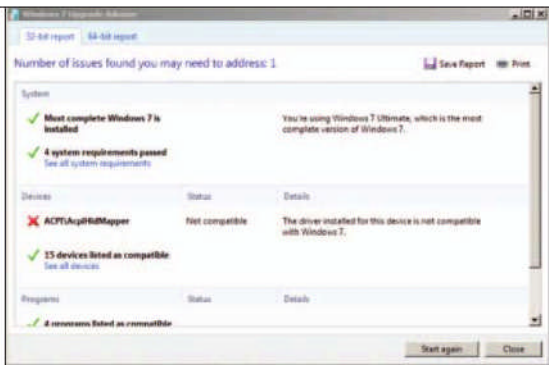 Windows 7 Upgrade Advisor
32-bit report 64-bit report
Number of issues found you may need to address: 1
Save Report Print
System
Most complete Windows 7 is installed
You're using Windows 7 Ultimate, which is the most complete version of Windows 7.
4 system requirements passed
See all system requirements
Devices Status Details
ACPI\AcpiHidMapper Not compatible
The driver installed for this device is not compatible with Windows 7.
15 devices listed as compatible
See all devices
Programs Status Details
4 programs listed as compatible
Start again Close